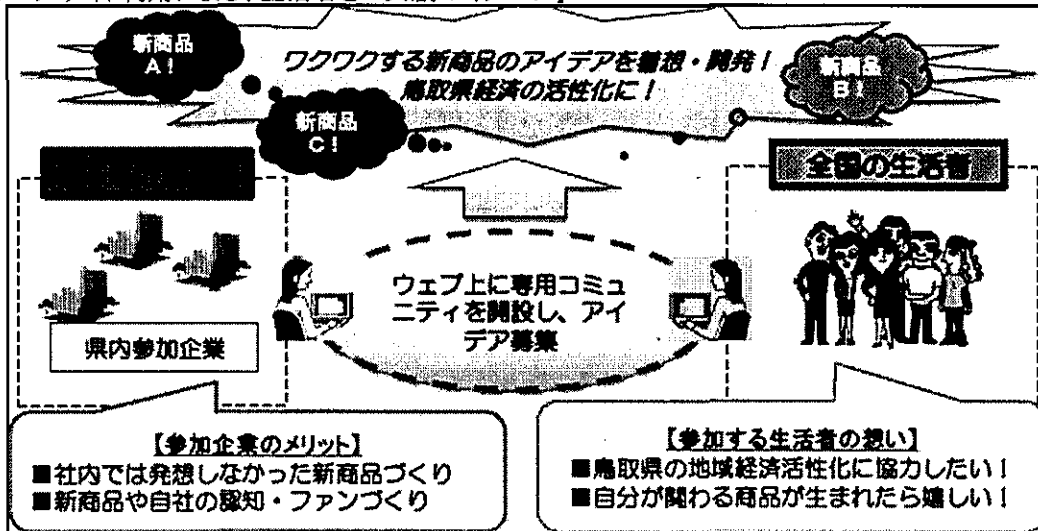 新商品
A！
ワクワクする新商品のアイデアを着想・開発！
鳥取県経済の活性化に！
新商品
B！
新商品
C！
全国の生活者
ウェブ上に専用コミュ
ニティを開設し、アイ
デア募集
県内参加企業
【参加企業のメリット】
■社内では発想しなかった新商品づくり
■新商品や自社の認知・ファンづくり
【参加する生活者の想い】
■鳥取県の地域経済活性化に協力したい！
■自分が関わる商品が生まれたら嬉しい！